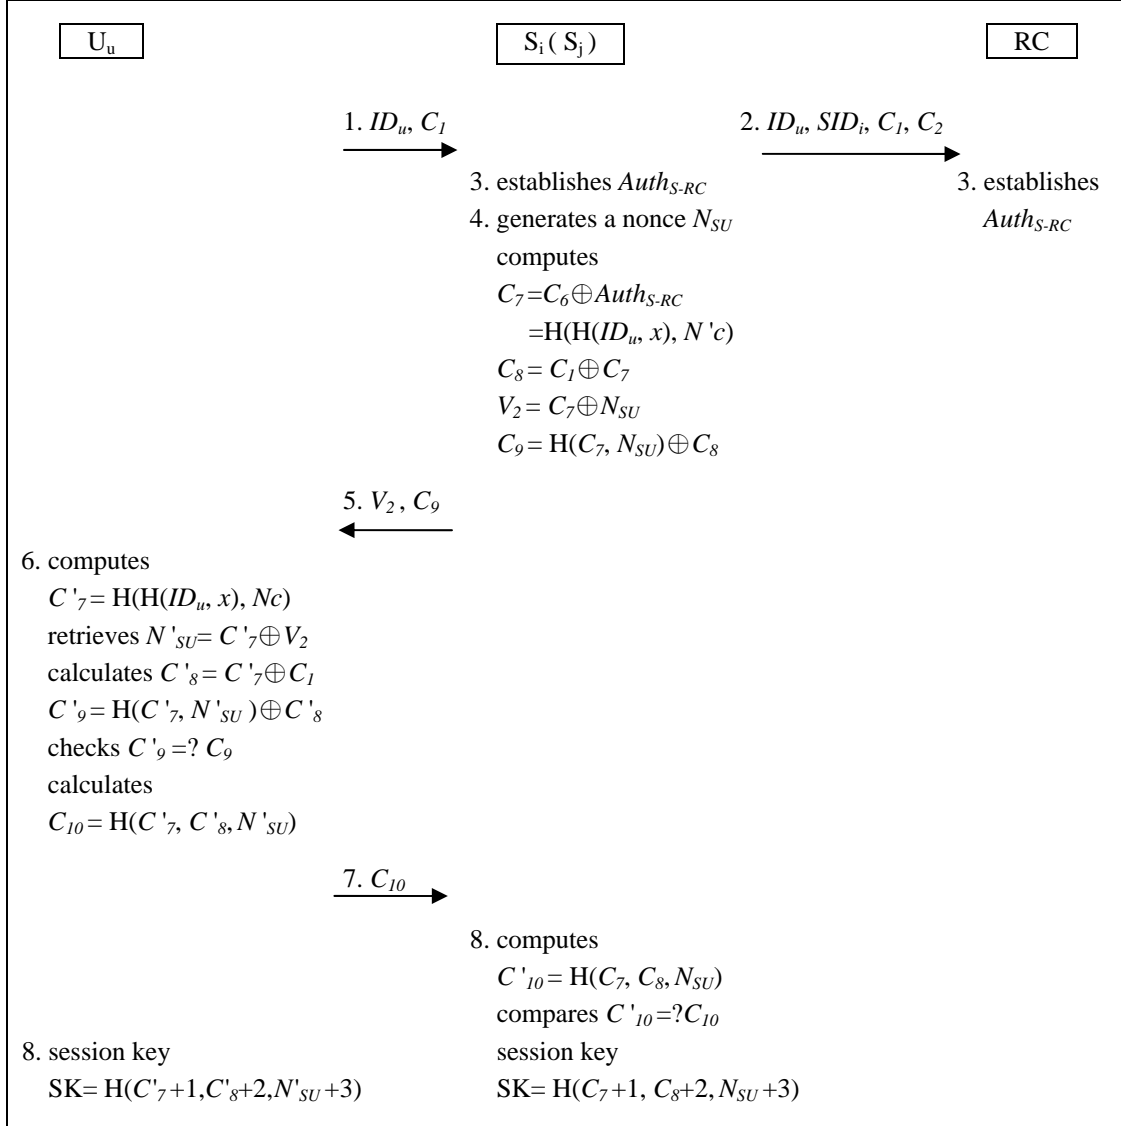 U_u
S_i ( S_j )
RC
1. ID_u, C_1
2. ID_u, SID_i, C_1, C_2
3. establishes Auth_S-RC
3. establishes
Auth_S-RC
4. generates a nonce N_SU
computes
C_7=C_6⊕Auth_S-RC
=H(H(ID_u, x), N 'c)
C_8= C_1⊕C_7
V_2= C_7⊕N_SU
C_9= H(C_7, N_SU)⊕C_8
5. V_2 , C_9
6. computes
C '_7= H(H(ID_u, x), Nc)
retrieves N '_SU= C '_7⊕V_2
calculates C '_8= C '_7⊕C_1
C '_9= H(C '_7, N '_SU )⊕C '_8
checks C '_9 =? C_9
calculates
C_10= H(C '_7, C '_8, N '_SU)
7. C_10
8. computes
C '_10= H(C_7, C_8, N_SU)
compares C '_10 =?C_10
8. session key
SK= H(C'_7+1,C'_8+2,N'_SU+3)
session key
SK= H(C_7+1, C_8+2, N_SU+3)